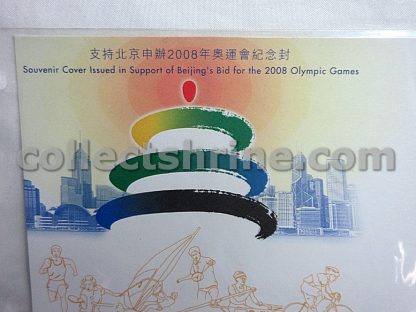 支持北京申辦2008年奧運會紀念封
Souvenir Cover Issued in Support of Beijing's Bid for the 2008 Olympic Games
collectshrine.com